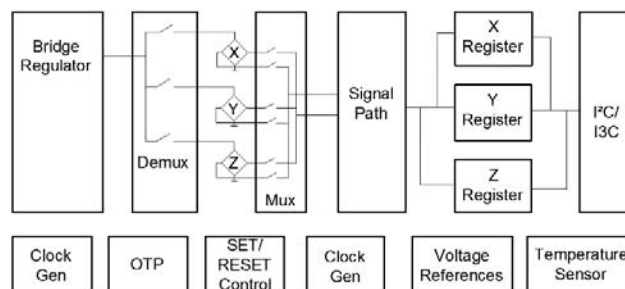 Bridge
Regulator
Demux
X
Y
Z
Mux
Signal
Path
X
Register
Y
Register
Z
Register
I²C/
I3C
Clock
Gen
OTP
SET/
RESET
Control
Clock
Gen
Voltage
References
Temperature
Sensor